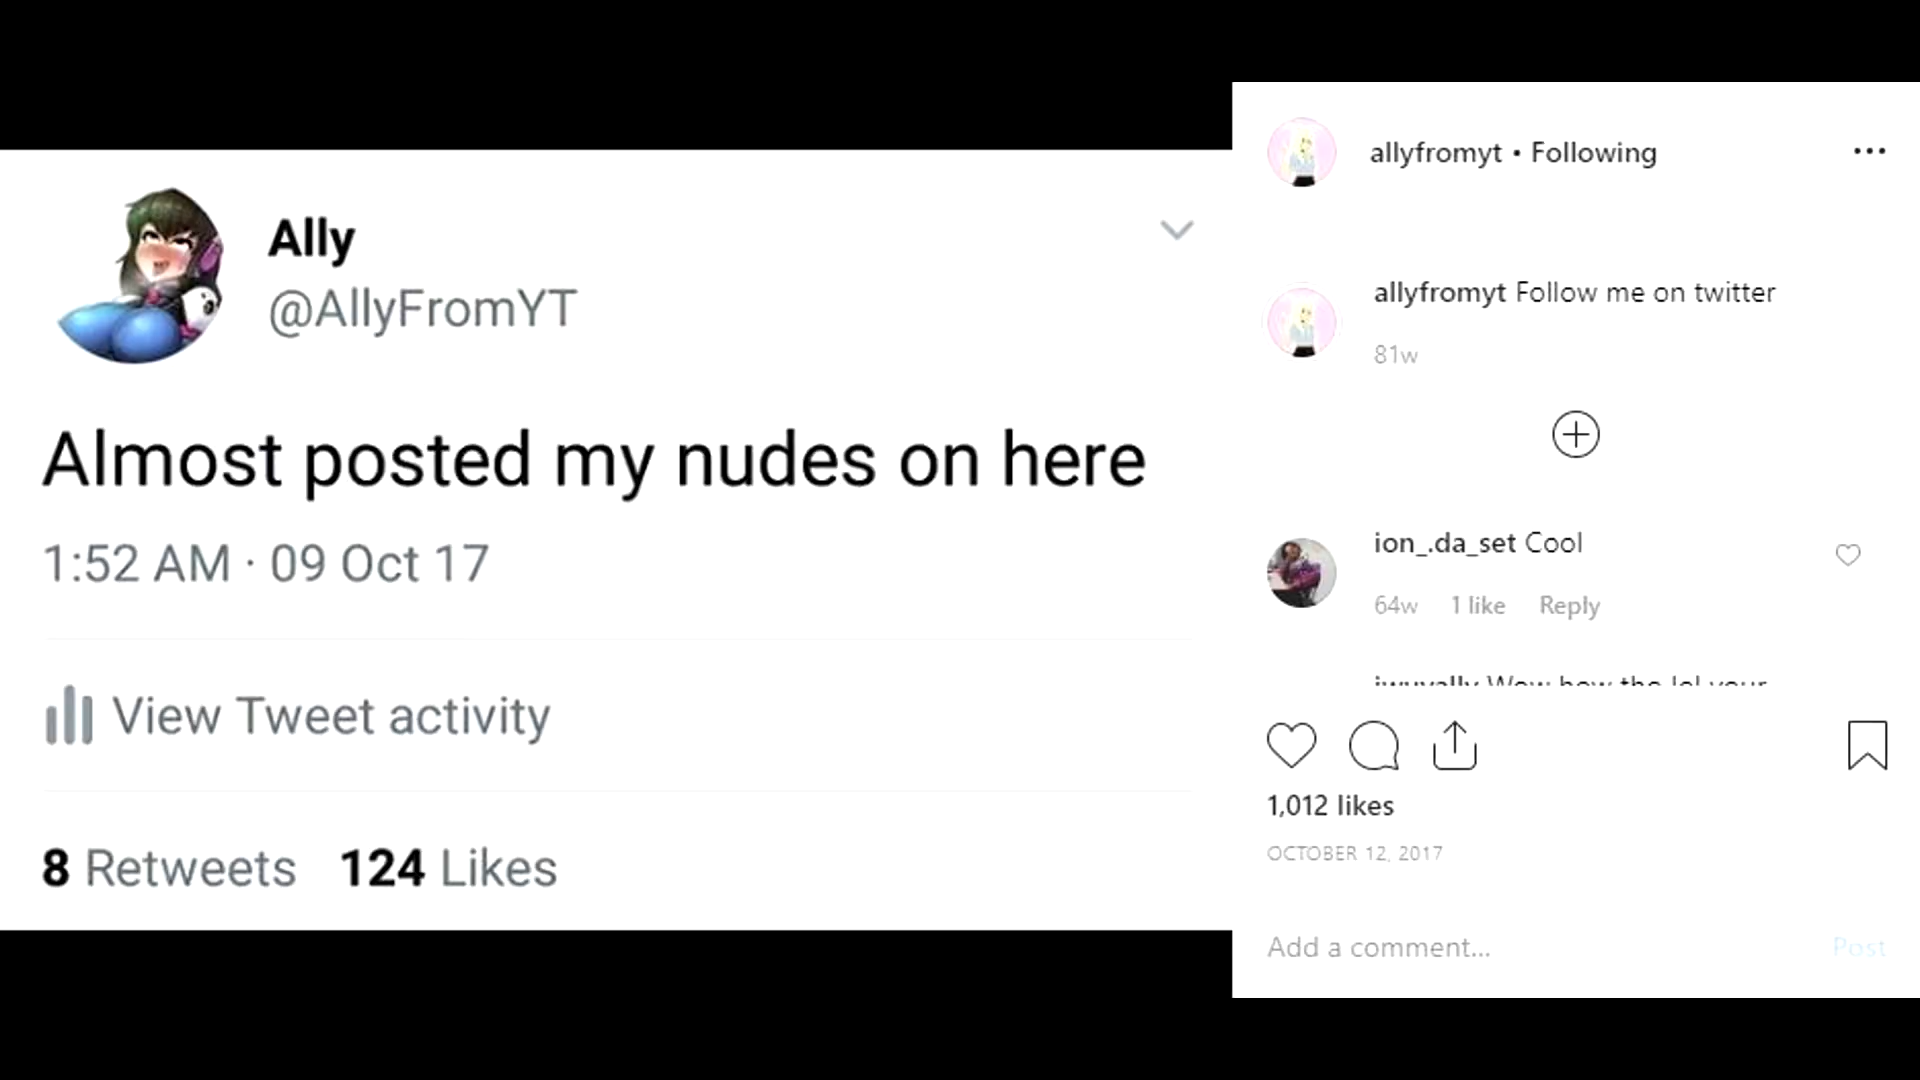 Ally
@AllyFromYT
Almost posted my nudes on here
1:52 AM · 09 Oct 17
View Tweet activity
8 Retweets 124 Likes
allyfromyt • Following
allyfromyt Follow me on twitter
81w
ion_.da_set Cool
64w 1 like Reply
1,012 likes
OCTOBER 12, 2017
Add a comment...
Post